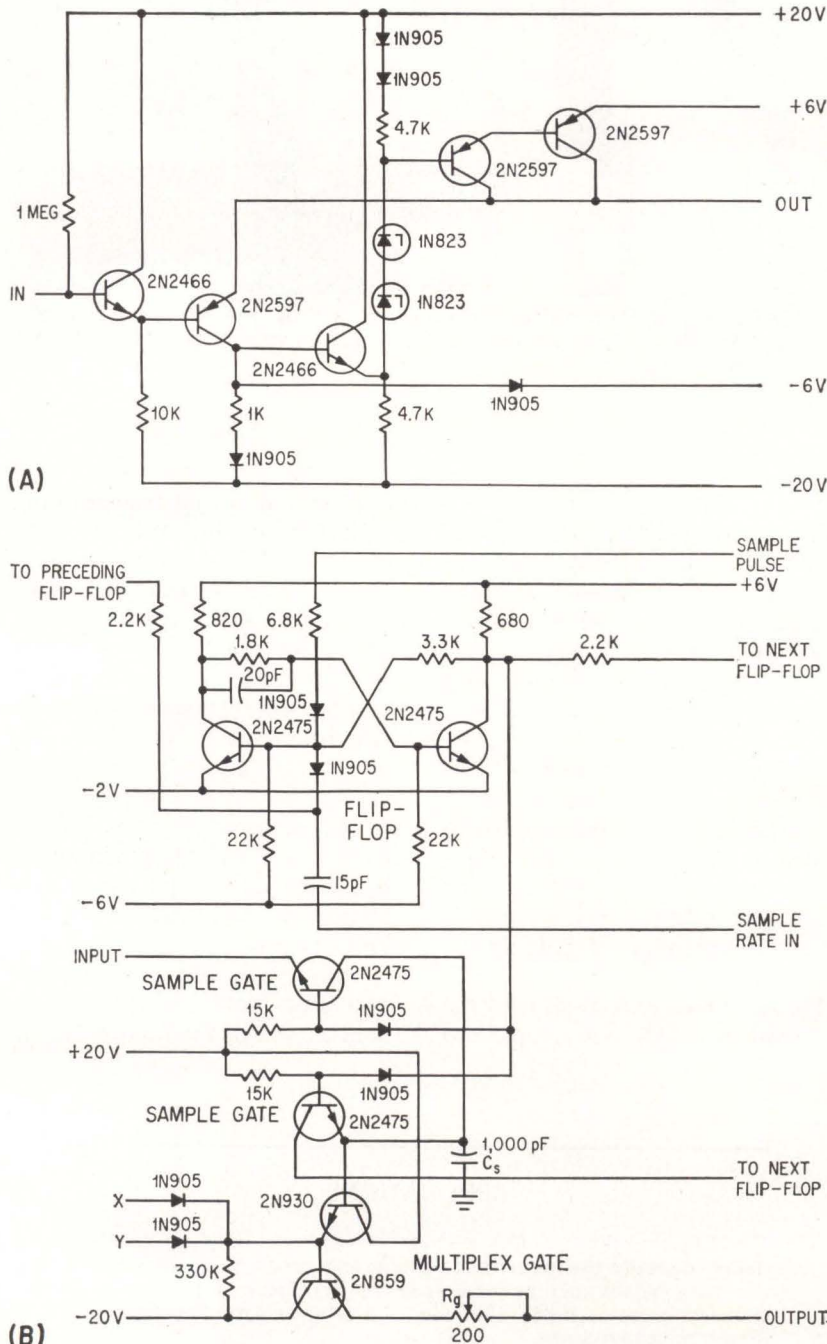 +20V
1N905
1N905
+6V
4.7K
2N2597
2N2597
1 MEG
OUT
1N823
2N2466
IN
2N2597
1N823
2N2466
-6V
1N905
10K
1K
4.7K
1N905
(A)
-20V
SAMPLE
PULSE
TO PRECEDING
FLIP-FLOP
+6V
2.2K
820
6.8K
680
1.8K
3.3K
2.2K
TO NEXT
FLIP-FLOP
20pF
1N905
2N2475
2N2475
1N905
-2V
FLIP-
FLOP
22K
22K
15pF
-6V
SAMPLE
RATE IN
INPUT
2N2475
SAMPLE GATE
15K
1N905
+20V
15K
1N905
SAMPLE GATE
2N2475
1,000 pF
Cs
TO NEXT
FLIP-FLOP
1N905
X
1N905
2N930
Y
330K
MULTIPLEX GATE
2N859
Rg
-20V
OUTPUT
200
(B)